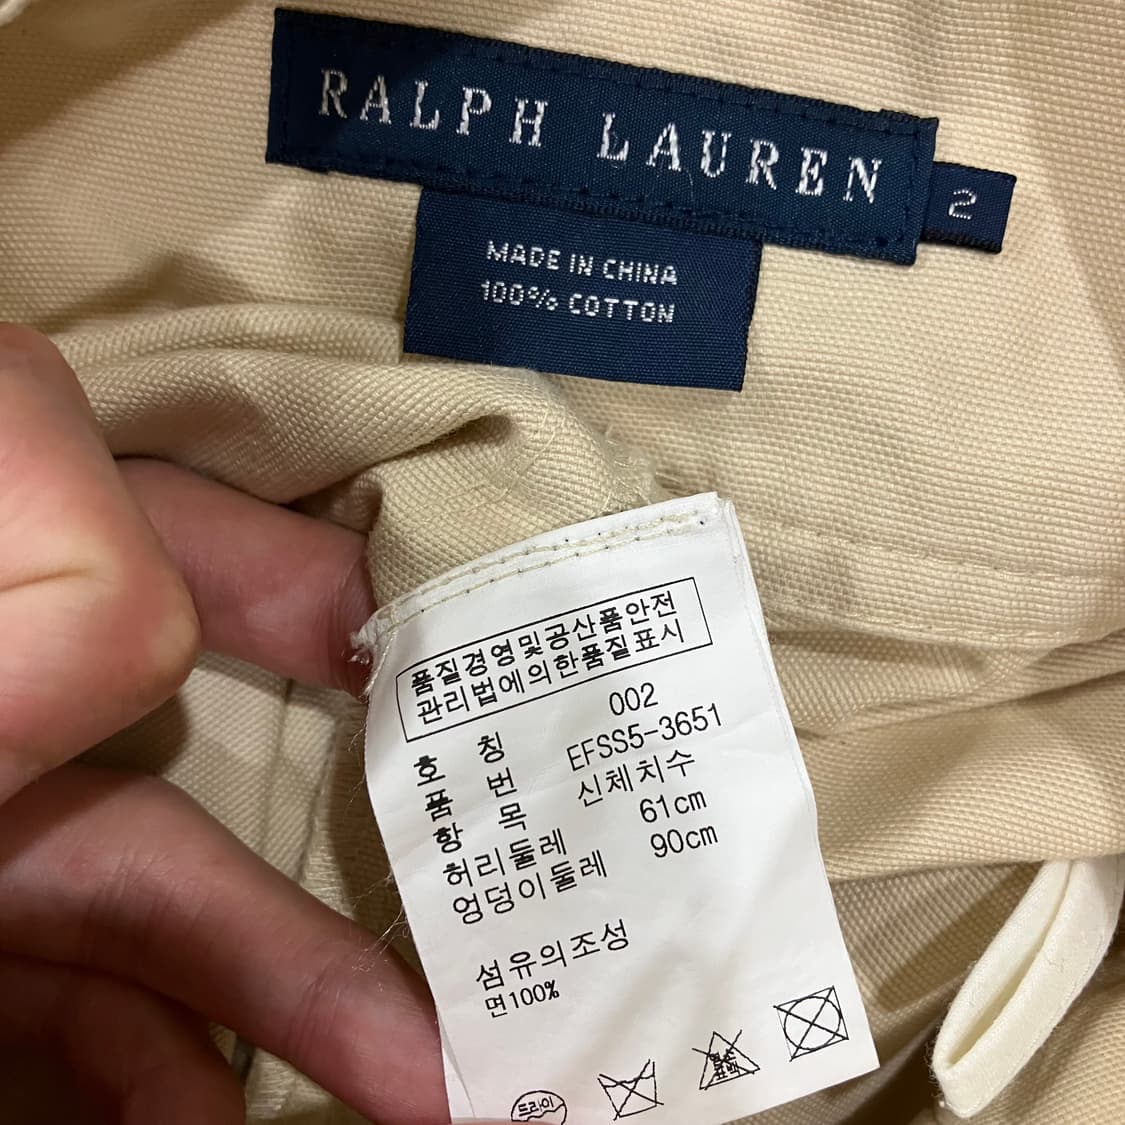 RALPH LAUREN
2
MADE IN CHINA
100% COTTON
품질경영및공산품안전
관리법에의한품질표시
호 칭 002
품 번 EFSS5-3651
항 목 신체치수
허리둘레 61cm
엉덩이둘레 90cm
섬유의조성
면100%
드라이